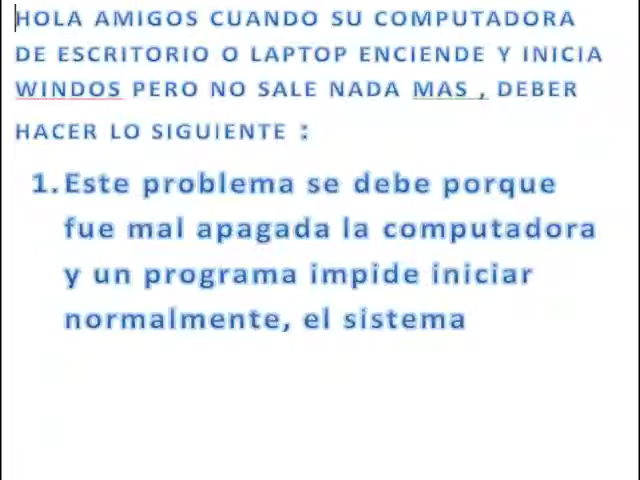 HOLA AMIGOS CUANDO SU COMPUTADORA
DE ESCRITORIO O LAPTOP ENCIENDE Y INICIA
WINDOS PERO NO SALE NADA MAS , DEBER
HACER LO SIGUIENTE :
1. Este problema se debe porque
fue mal apagada la computadora
y un programa impide iniciar
normalmente, el sistema